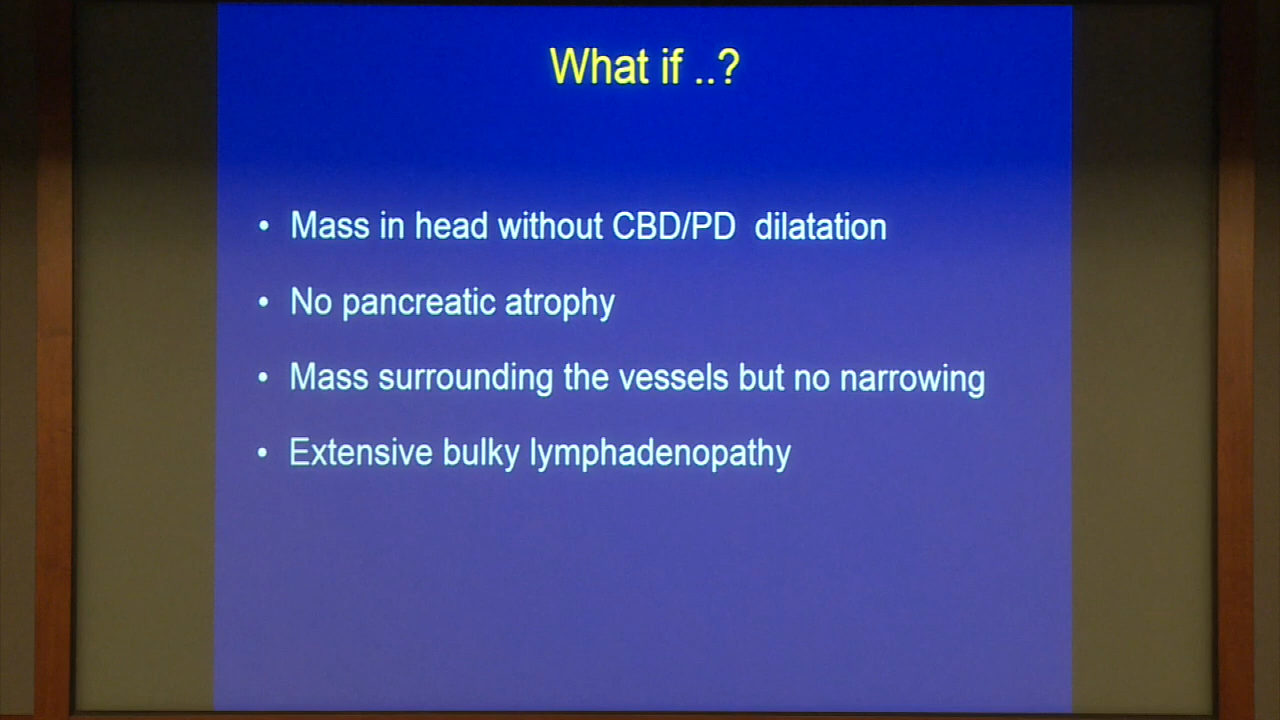 What if ..?
• Mass in head without CBD/PD dilatation
• No pancreatic atrophy
• Mass surrounding the vessels but no narrowing
• Extensive bulky lymphadenopathy